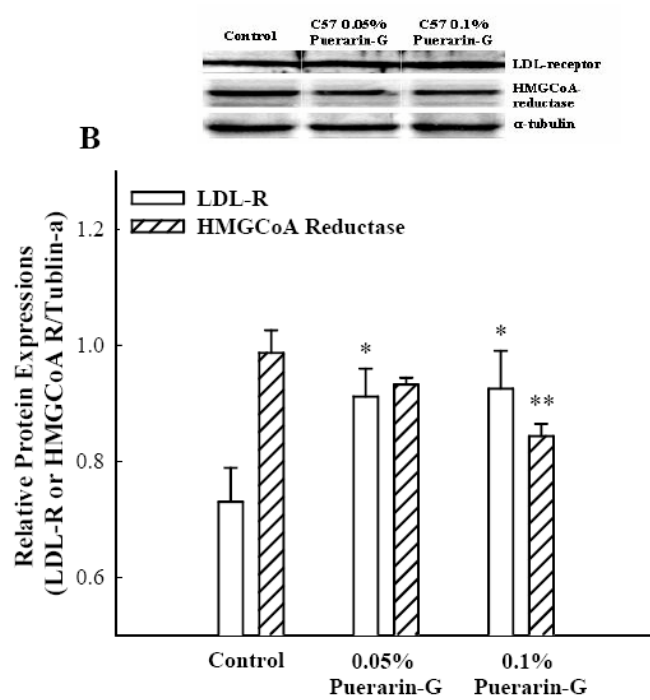 Control
C57 0.05%
Puerarin-G
C57 0.1%
Puerarin-G
LDL-receptor
HMGCoA-
reductase
α-tubulin
B
LDL-R
HMGCoA Reductase
Relative Protein Expressions
(LDL-R or HMGCoA R/Tublin-a)
1.2
1.0
0.8
0.6
*
*
**
Control
0.05%
Puerarin-G
0.1%
Puerarin-G